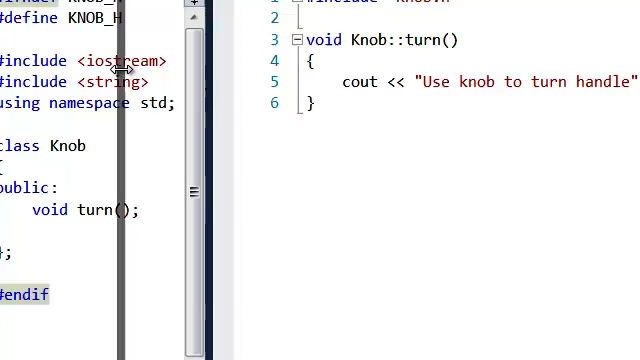 #define KNOB_H
#include <iostream>
#include <string>
using namespace std;
class Knob
{
public:
void turn();
};
#endif
1
2
3 void Knob::turn()
4 {
5 cout << "Use knob to turn handle"
6 }